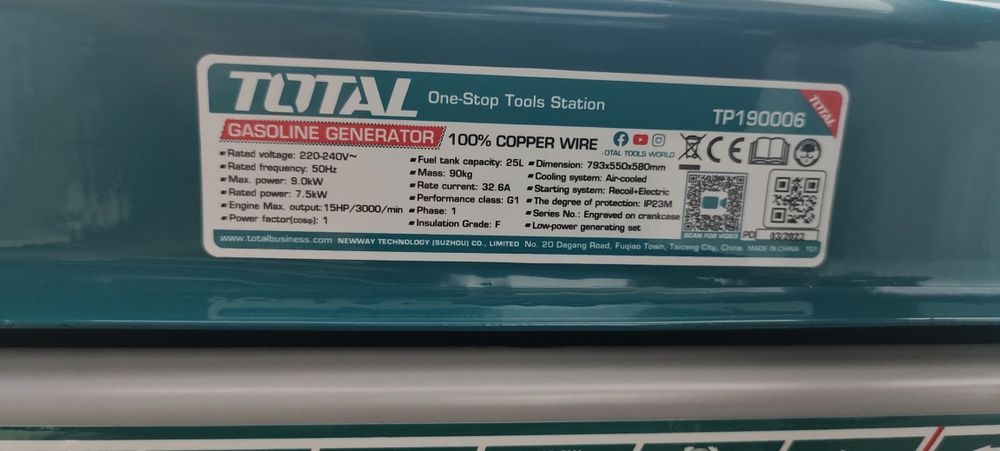 TOTAL One-Stop Tools Station TP190006 TOTAL
GASOLINE GENERATOR 100% COPPER WIRE
OTAL TOOLS WORLD
Rated voltage: 220-240V~
Rated frequency: 50Hz
Max. power: 9.0kW
Rated power: 7.5kW
Engine Max. output: 15HP/3000/min
Power factor(cosφ): 1
Fuel tank capacity: 25L
Mass: 90kg
Rate current: 32.6A
Performance class: G1
Phase: 1
Insulation Grade: F
Dimension: 793x550x580mm
Cooling system: Air-cooled
Starting system: Recoil+Electric
The degree of protection: IP23M
Series No.: Engraved on crankcase
Low-power generating set
CE
SCAN FOR VIDEO
PD: 03/2023
www.totalbusiness.com NEWWAY TECHNOLOGY (SUZHOU) CO., LIMITED No. 20 Dagang Road, Fuqiao Town, Taicang City, China MADE IN CHINA T01